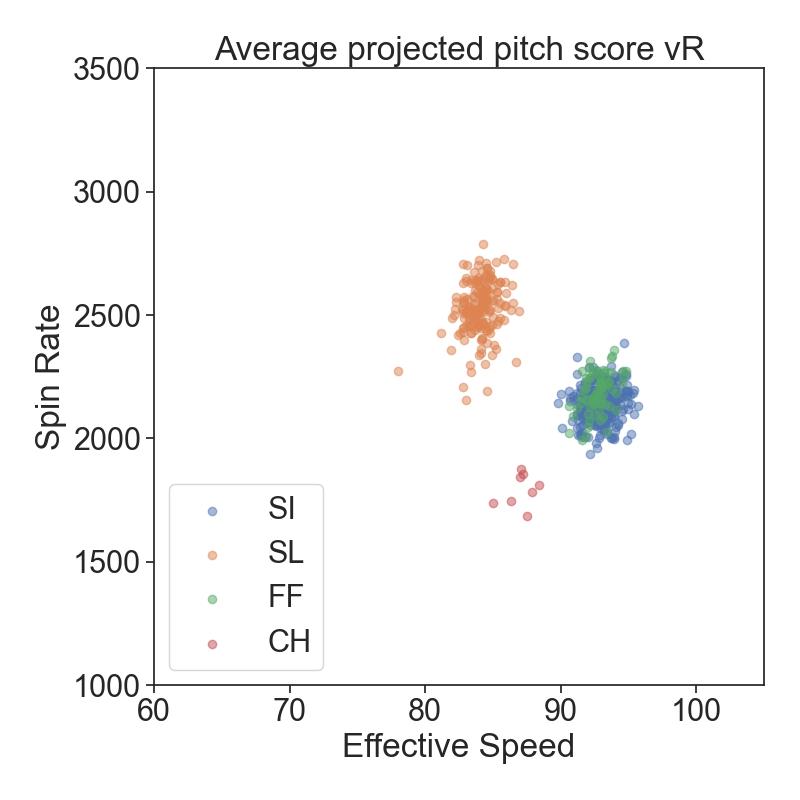 Average projected pitch score vR
3500
3000
2500
2000
1500
1000
Spin Rate
SI
SL
FF
CH
60 70 80 90 100
Effective Speed